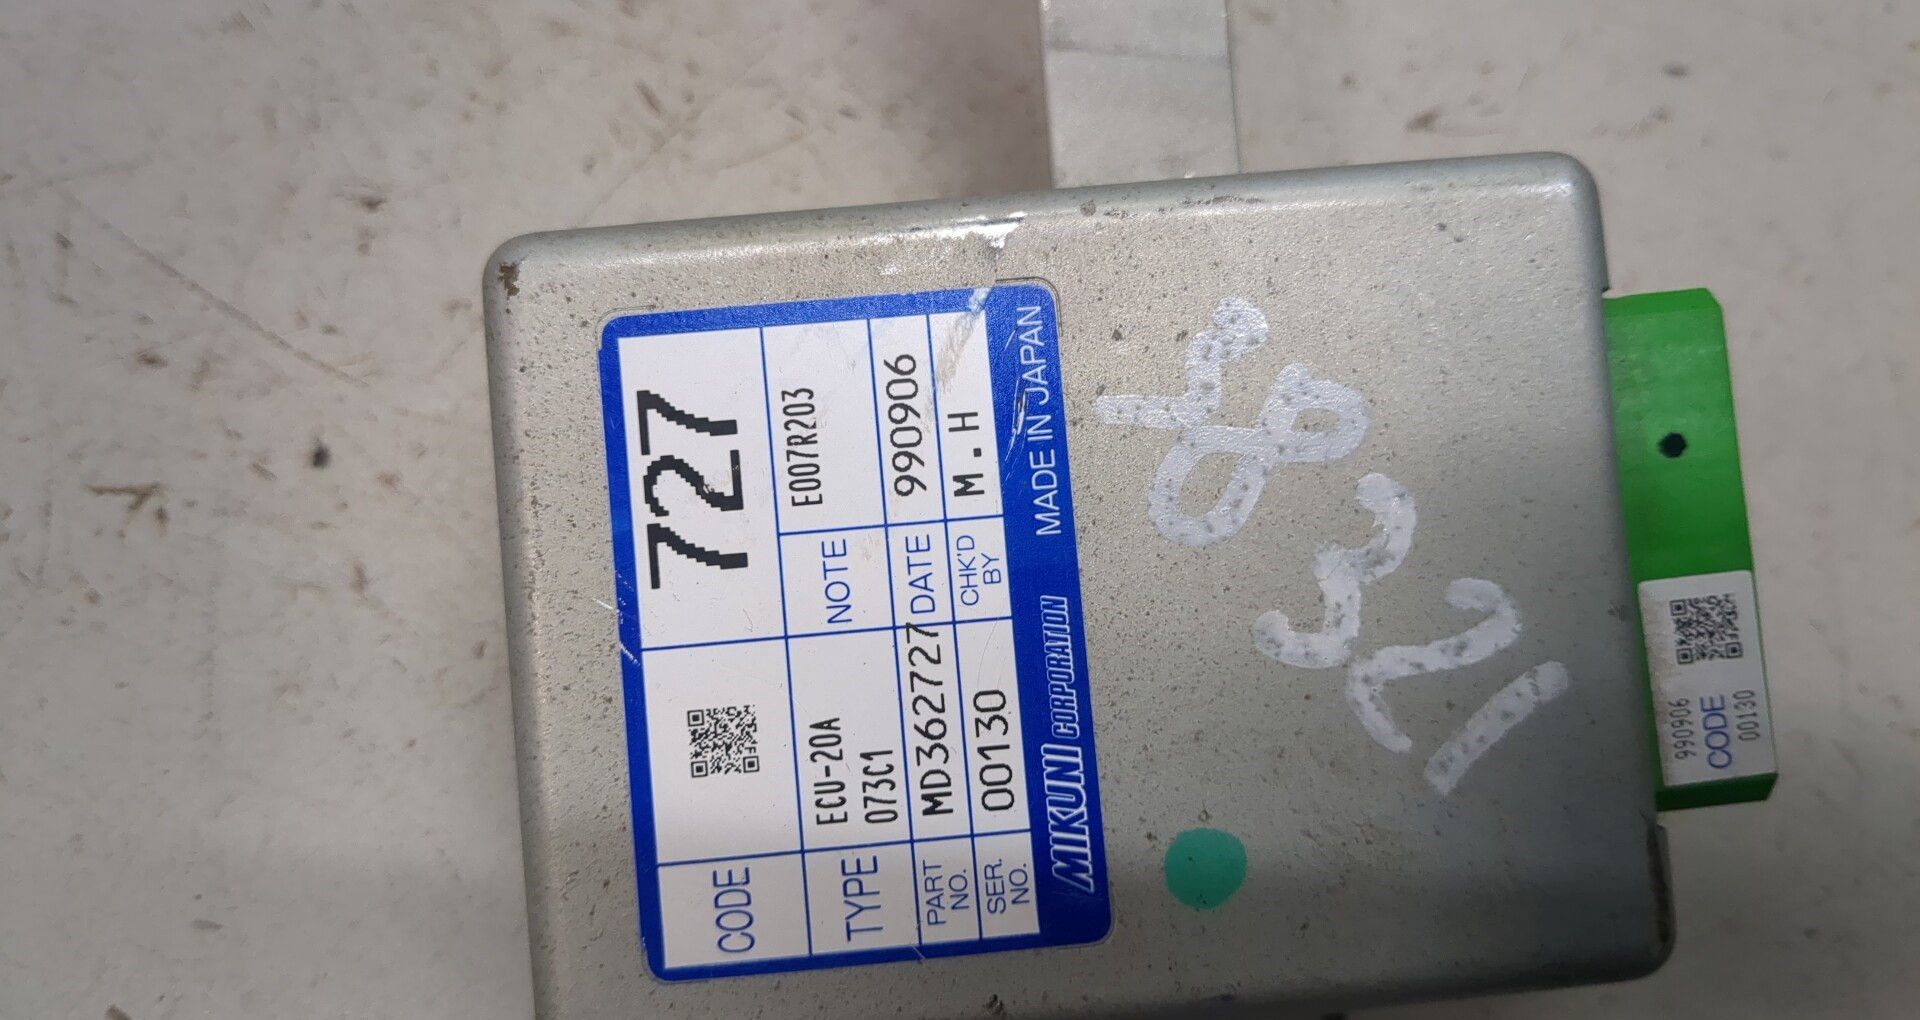 CODE 727
TYPE ECU-20A NOTE E007R203
073C1
PART NO. MD362727 DATE 990906
SER. NO. 00130 CHK'D BY M.H
MIKUNI CORPORATION MADE IN JAPAN
990906
CODE
00130